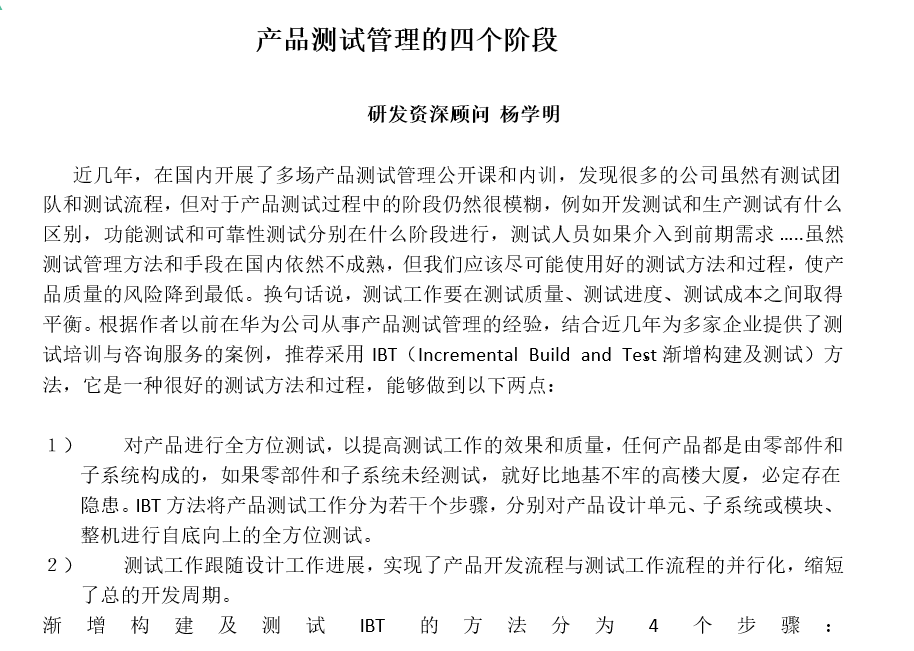 产品测试管理的四个阶段
研发资深顾问 杨学明
近几年，在国内开展了多场产品测试管理公开课和内训，发现很多的公司虽然有测试团
队和测试流程，但对于产品测试过程中的阶段仍然很模糊，例如开发测试和生产测试有什么
区别，功能测试和可靠性测试分别在什么阶段进行，测试人员如果介入到前期需求 .....虽然
测试管理方法和手段在国内依然不成熟，但我们应该尽可能使用好的测试方法和过程，使产
品质量的风险降到最低。换句话说，测试工作要在测试质量、测试进度、测试成本之间取得
平衡。根据作者以前在华为公司从事产品测试管理的经验，结合近几年为多家企业提供了测
试培训与咨询服务的案例，推荐采用 IBT（Incremental Build and Test 渐增构建及测试）方
法，它是一种很好的测试方法和过程，能够做到以下两点：
１） 对产品进行全方位测试，以提高测试工作的效果和质量，任何产品都是由零部件和
子系统构成的，如果零部件和子系统未经测试，就好比地基不牢的高楼大厦，必定存在
隐患。IBT 方法将产品测试工作分为若干个步骤，分别对产品设计单元、子系统或模块、
整机进行自底向上的全方位测试。
２） 测试工作跟随设计工作进展，实现了产品开发流程与测试工作流程的并行化，缩短
了总的开发周期。
渐增构建及测试 IBT 的方法分为 4 个步骤：